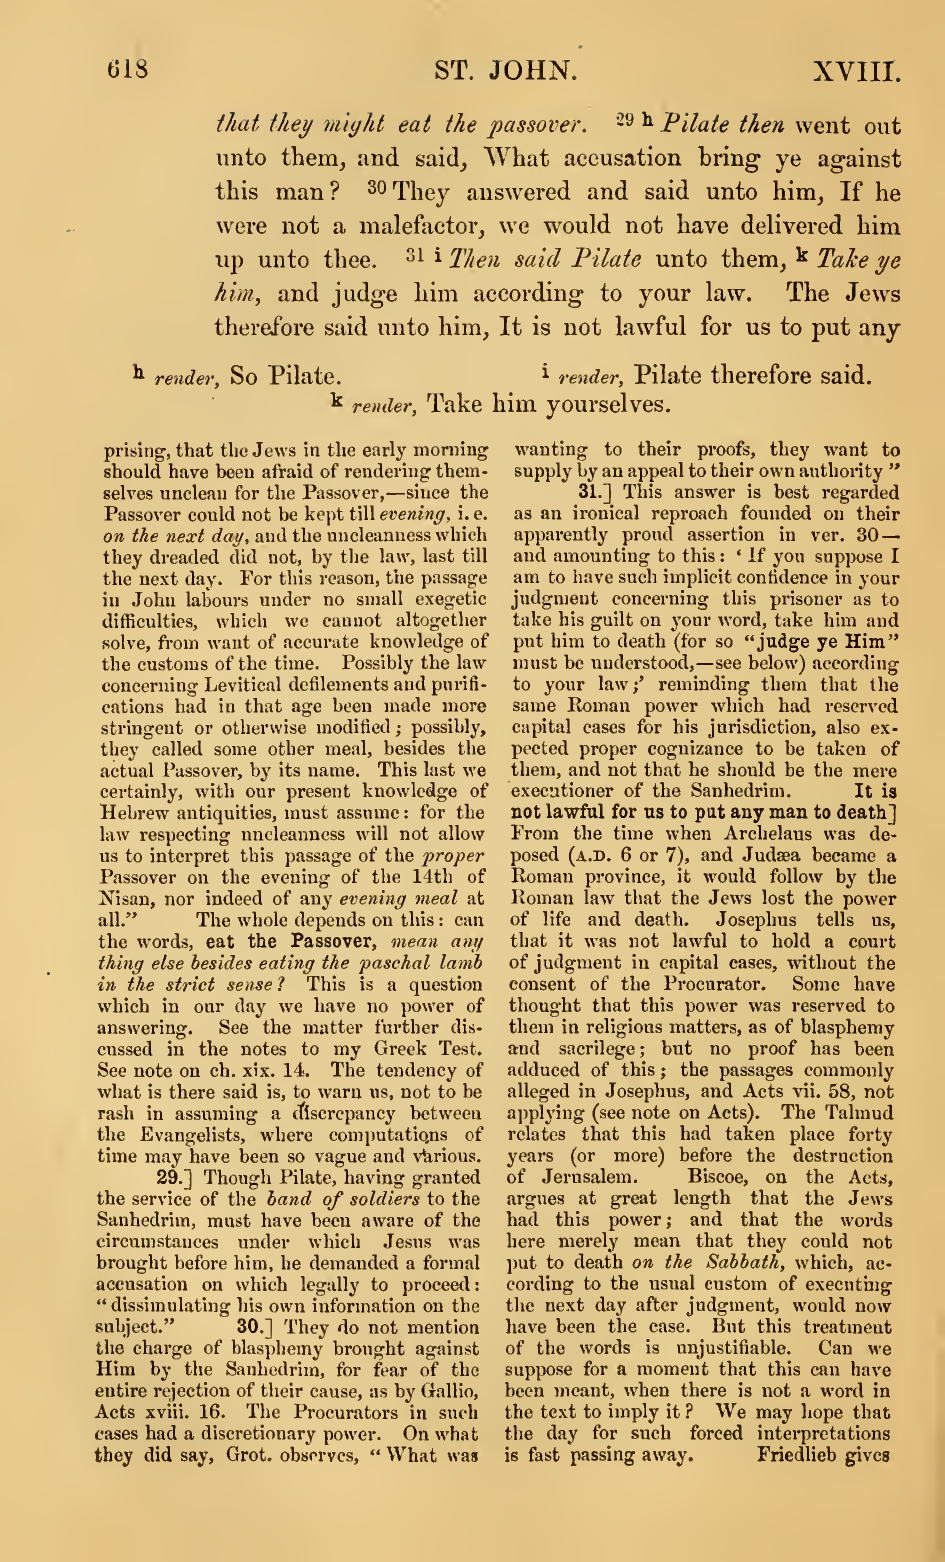 618 ST. JOHN. XVIII.
that they might eat the passover. 29 h Pilate then went out
unto them, and said, What accusation bring ye against
this man? 30 They answered and said unto him, If he
were not a malefactor, we would not have delivered him
up unto thee. 31 i Then said Pilate unto them, k Take ye
him, and judge him according to your law. The Jews
therefore said unto him, It is not lawful for us to put any
h render, So Pilate. i render, Pilate therefore said.
k render, Take him yourselves.
prising, that the Jews in the early morning
should have been afraid of rendering them-
selves unclean for the Passover,—since the
Passover could not be kept till evening, i. e.
on the next day, and the uncleanness which
they dreaded did not, by the law, last till
the next day. For this reason, the passage
in John labours under no small exegetic
difficulties, which we cannot altogether
solve, from want of accurate knowledge of
the customs of the time. Possibly the law
concerning Levitical defilements and purifi-
cations had in that age been made more
stringent or otherwise modified; possibly,
they called some other meal, besides the
actual Passover, by its name. This last we
certainly, with our present knowledge of
Hebrew antiquities, must assume: for the
law respecting uncleanness will not allow
us to interpret this passage of the proper
Passover on the evening of the 14th of
Nisan, nor indeed of any evening meal at
all.” The whole depends on this: can
the words, eat the Passover, mean any
thing else besides eating the paschal lamb
in the strict sense? This is a question
which in our day we have no power of
answering. See the matter further dis-
cussed in the notes to my Greek Test.
See note on ch. xix. 14. The tendency of
what is there said is, to warn us, not to be
rash in assuming a discrepancy between
the Evangelists, where computations of
time may have been so vague and various.
29.] Though Pilate, having granted
the service of the band of soldiers to the
Sanhedrim, must have been aware of the
circumstances under which Jesus was
brought before him, he demanded a formal
accusation on which legally to proceed:
“dissimulating his own information on the
subject.” 30.] They do not mention
the charge of blasphemy brought against
Him by the Sanhedrim, for fear of the
entire rejection of their cause, as by Gallio,
Acts xviii. 16. The Procurators in such
cases had a discretionary power. On what
they did say, Grot. observes, “What was
wanting to their proofs, they want to
supply by an appeal to their own authority”
31.] This answer is best regarded
as an ironical reproach founded on their
apparently proud assertion in ver. 30—
and amounting to this: ‘If you suppose I
am to have such implicit confidence in your
judgment concerning this prisoner as to
take his guilt on your word, take him and
put him to death (for so “judge ye Him”
must be understood,—see below) according
to your law;’ reminding them that the
same Roman power which had reserved
capital cases for his jurisdiction, also ex-
pected proper cognizance to be taken of
them, and not that he should be the mere
executioner of the Sanhedrim. It is
not lawful for us to put any man to death]
From the time when Archelaus was de-
posed (A.D. 6 or 7), and Judæa became a
Roman province, it would follow by the
Roman law that the Jews lost the power
of life and death. Josephus tells us,
that it was not lawful to hold a court
of judgment in capital cases, without the
consent of the Procurator. Some have
thought that this power was reserved to
them in religious matters, as of blasphemy
and sacrilege; but no proof has been
adduced of this; the passages commonly
alleged in Josephus, and Acts vii. 58, not
applying (see note on Acts). The Talmud
relates that this had taken place forty
years (or more) before the destruction
of Jerusalem. Biscoe, on the Acts,
argues at great length that the Jews
had this power; and that the words
here merely mean that they could not
put to death on the Sabbath, which, ac-
cording to the usual custom of executing
the next day after judgment, would now
have been the case. But this treatment
of the words is unjustifiable. Can we
suppose for a moment that this can have
been meant, when there is not a word in
the text to imply it? We may hope that
the day for such forced interpretations
is fast passing away. Friedlieb gives